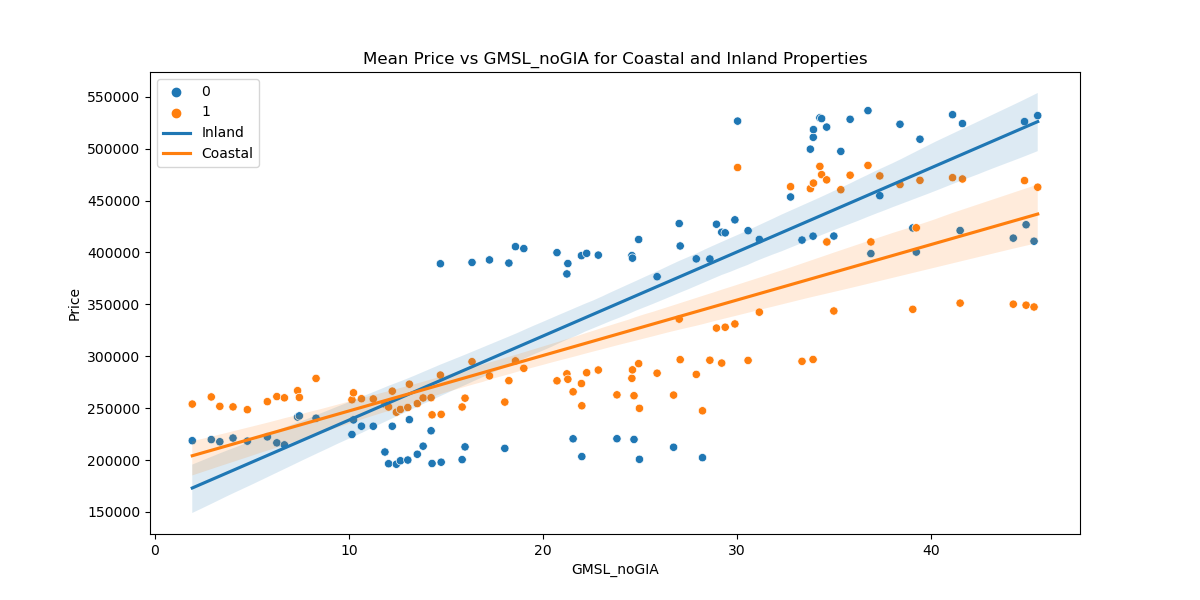 Mean Price vs GMSL_noGIA for Coastal and Inland Properties
0
1
Inland
Coastal
550000
500000
450000
400000
350000
300000
250000
200000
150000
Price
0 10 20 30 40
GMSL_noGIA